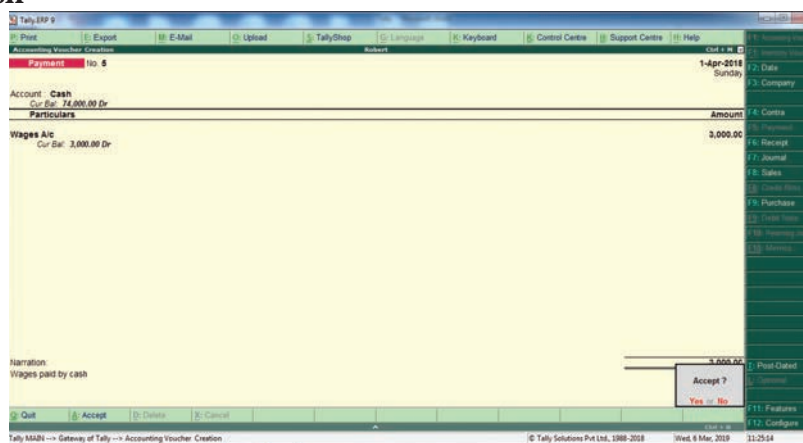 Tally.ERP 9
P: Print E: Export M: E-Mail O: Upload S: TallyShop G: Language K: Keyboard K: Control Centre H: Support Centre H: Help
Accounting Voucher Creation Robert Ctrl + M
Payment No. 5 1-Apr-2018
Sunday
Account : Cash
Cur Bal: 74,000.00 Dr
Particulars Amount
Wages A/c 3,000.00
Cur Bal: 3,000.00 Dr
F2: Date
F3: Company
F4: Contra
F5: Payment
F6: Receipt
F7: Journal
F8: Sales
F9: Purchase
Narration:
Wages paid by cash
3,000.00
Accept ?
Yes or No
T: Post-Dated
L: Optional
F11: Features
F12: Configure
Q: Quit A: Accept D: Delete X: Cancel
Tally MAIN --> Gateway of Tally --> Accounting Voucher Creation © Tally Solutions Pvt Ltd., 1988-2018 Wed, 6 Mar, 2019 11:25:14